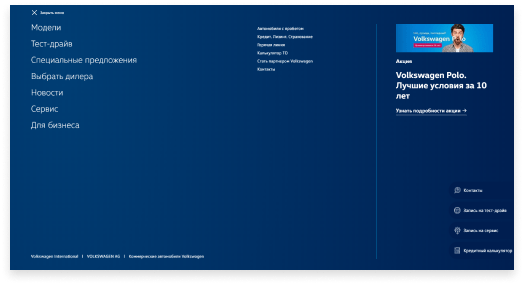 Закрыть меню
Модели
Тест-драйв
Специальные предложения
Выбрать дилера
Новости
Сервис
Для бизнеса
Автомобили с пробегом
Кредит, Лизинг, Страхование
Горячая линия
Калькулятор ТО
Стать партнером Volkswagen
Контакты
Volkswagen Polo
Акция
Volkswagen Polo.
Лучшие условия за 10
лет
Узнать подробности акции →
Контакты
Запись на тест-драйв
Запись на сервис
Кредитный калькулятор
Volkswagen International | VOLKSWAGEN AG | Коммерческие автомобили Volkswagen